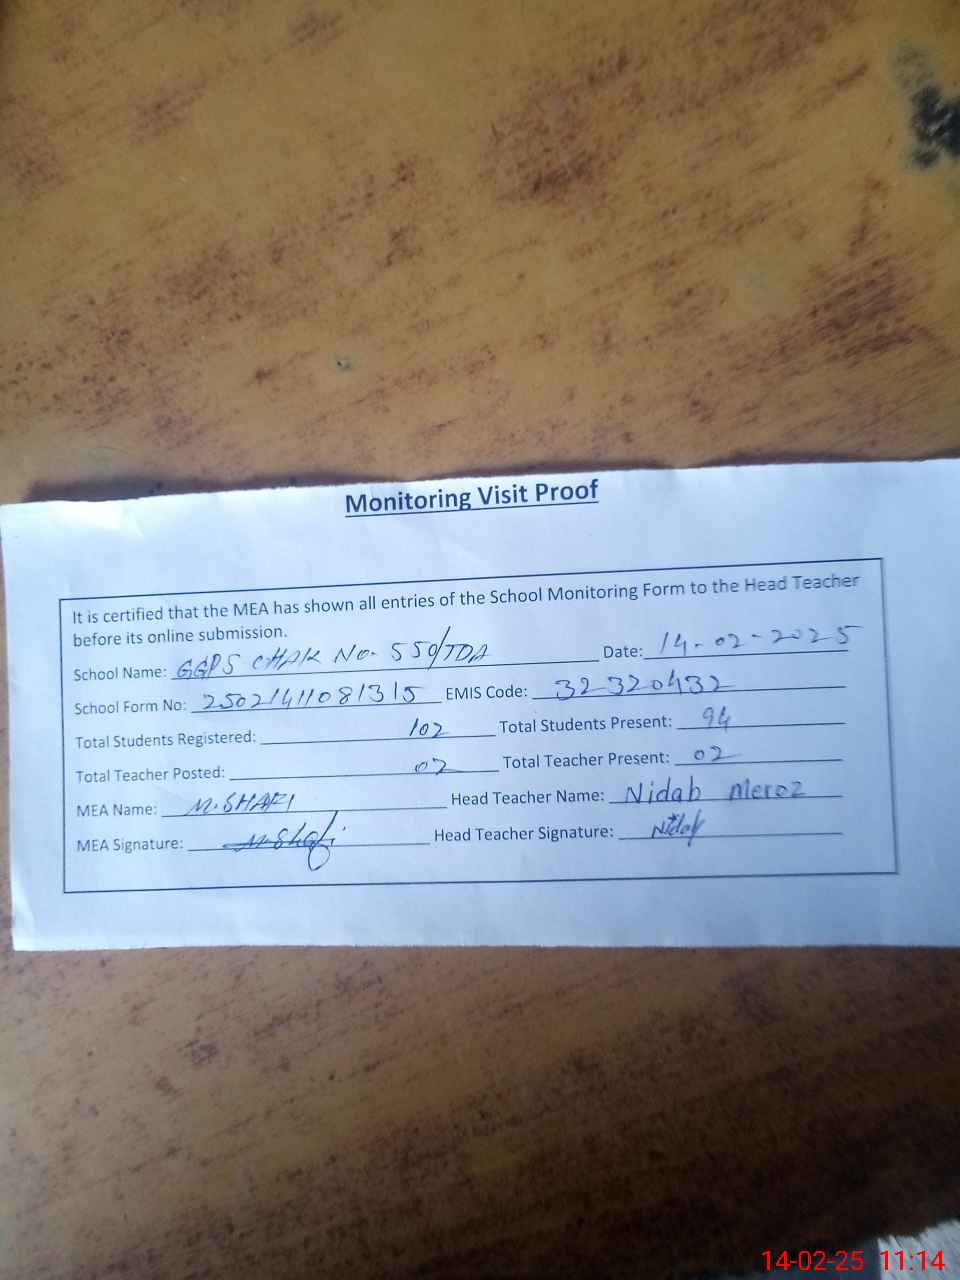 Monitoring Visit Proof
It is certified that the MEA has shown all entries of the School Monitoring Form to the Head Teacher
before its online submission.
School Name: GGPS CHAK No. 550/TDA Date: 14-02-2025
School Form No: 25021411081315 EMIS Code: 32320432
Total Students Registered: 102 Total Students Present: 94
Total Teacher Posted: 02 Total Teacher Present: 02
MEA Name: M.SHAFI Head Teacher Name: Nidab Meroz
MEA Signature: M.Shafi Head Teacher Signature: Nidab
14-02-25 11:14